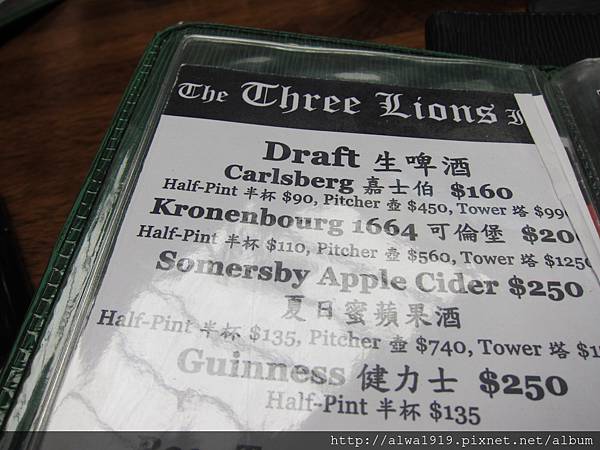 The Three Lions
Draft 生啤酒
Carlsberg 嘉士伯 $160
Half-Pint 半杯 $90, Pitcher 壺 $450, Tower 塔 $990
Kronenbourg 1664 可倫堡 $200
Half-Pint 半杯 $110, Pitcher 壺 $560, Tower 塔 $1250
Somersby Apple Cider $250
夏日蜜蘋果酒
Half-Pint 半杯 $135, Pitcher 壺 $740, Tower 塔
Guinness 健力士 $250
Half-Pint 半杯 $135
http://alwa1919.pixnet.net/album